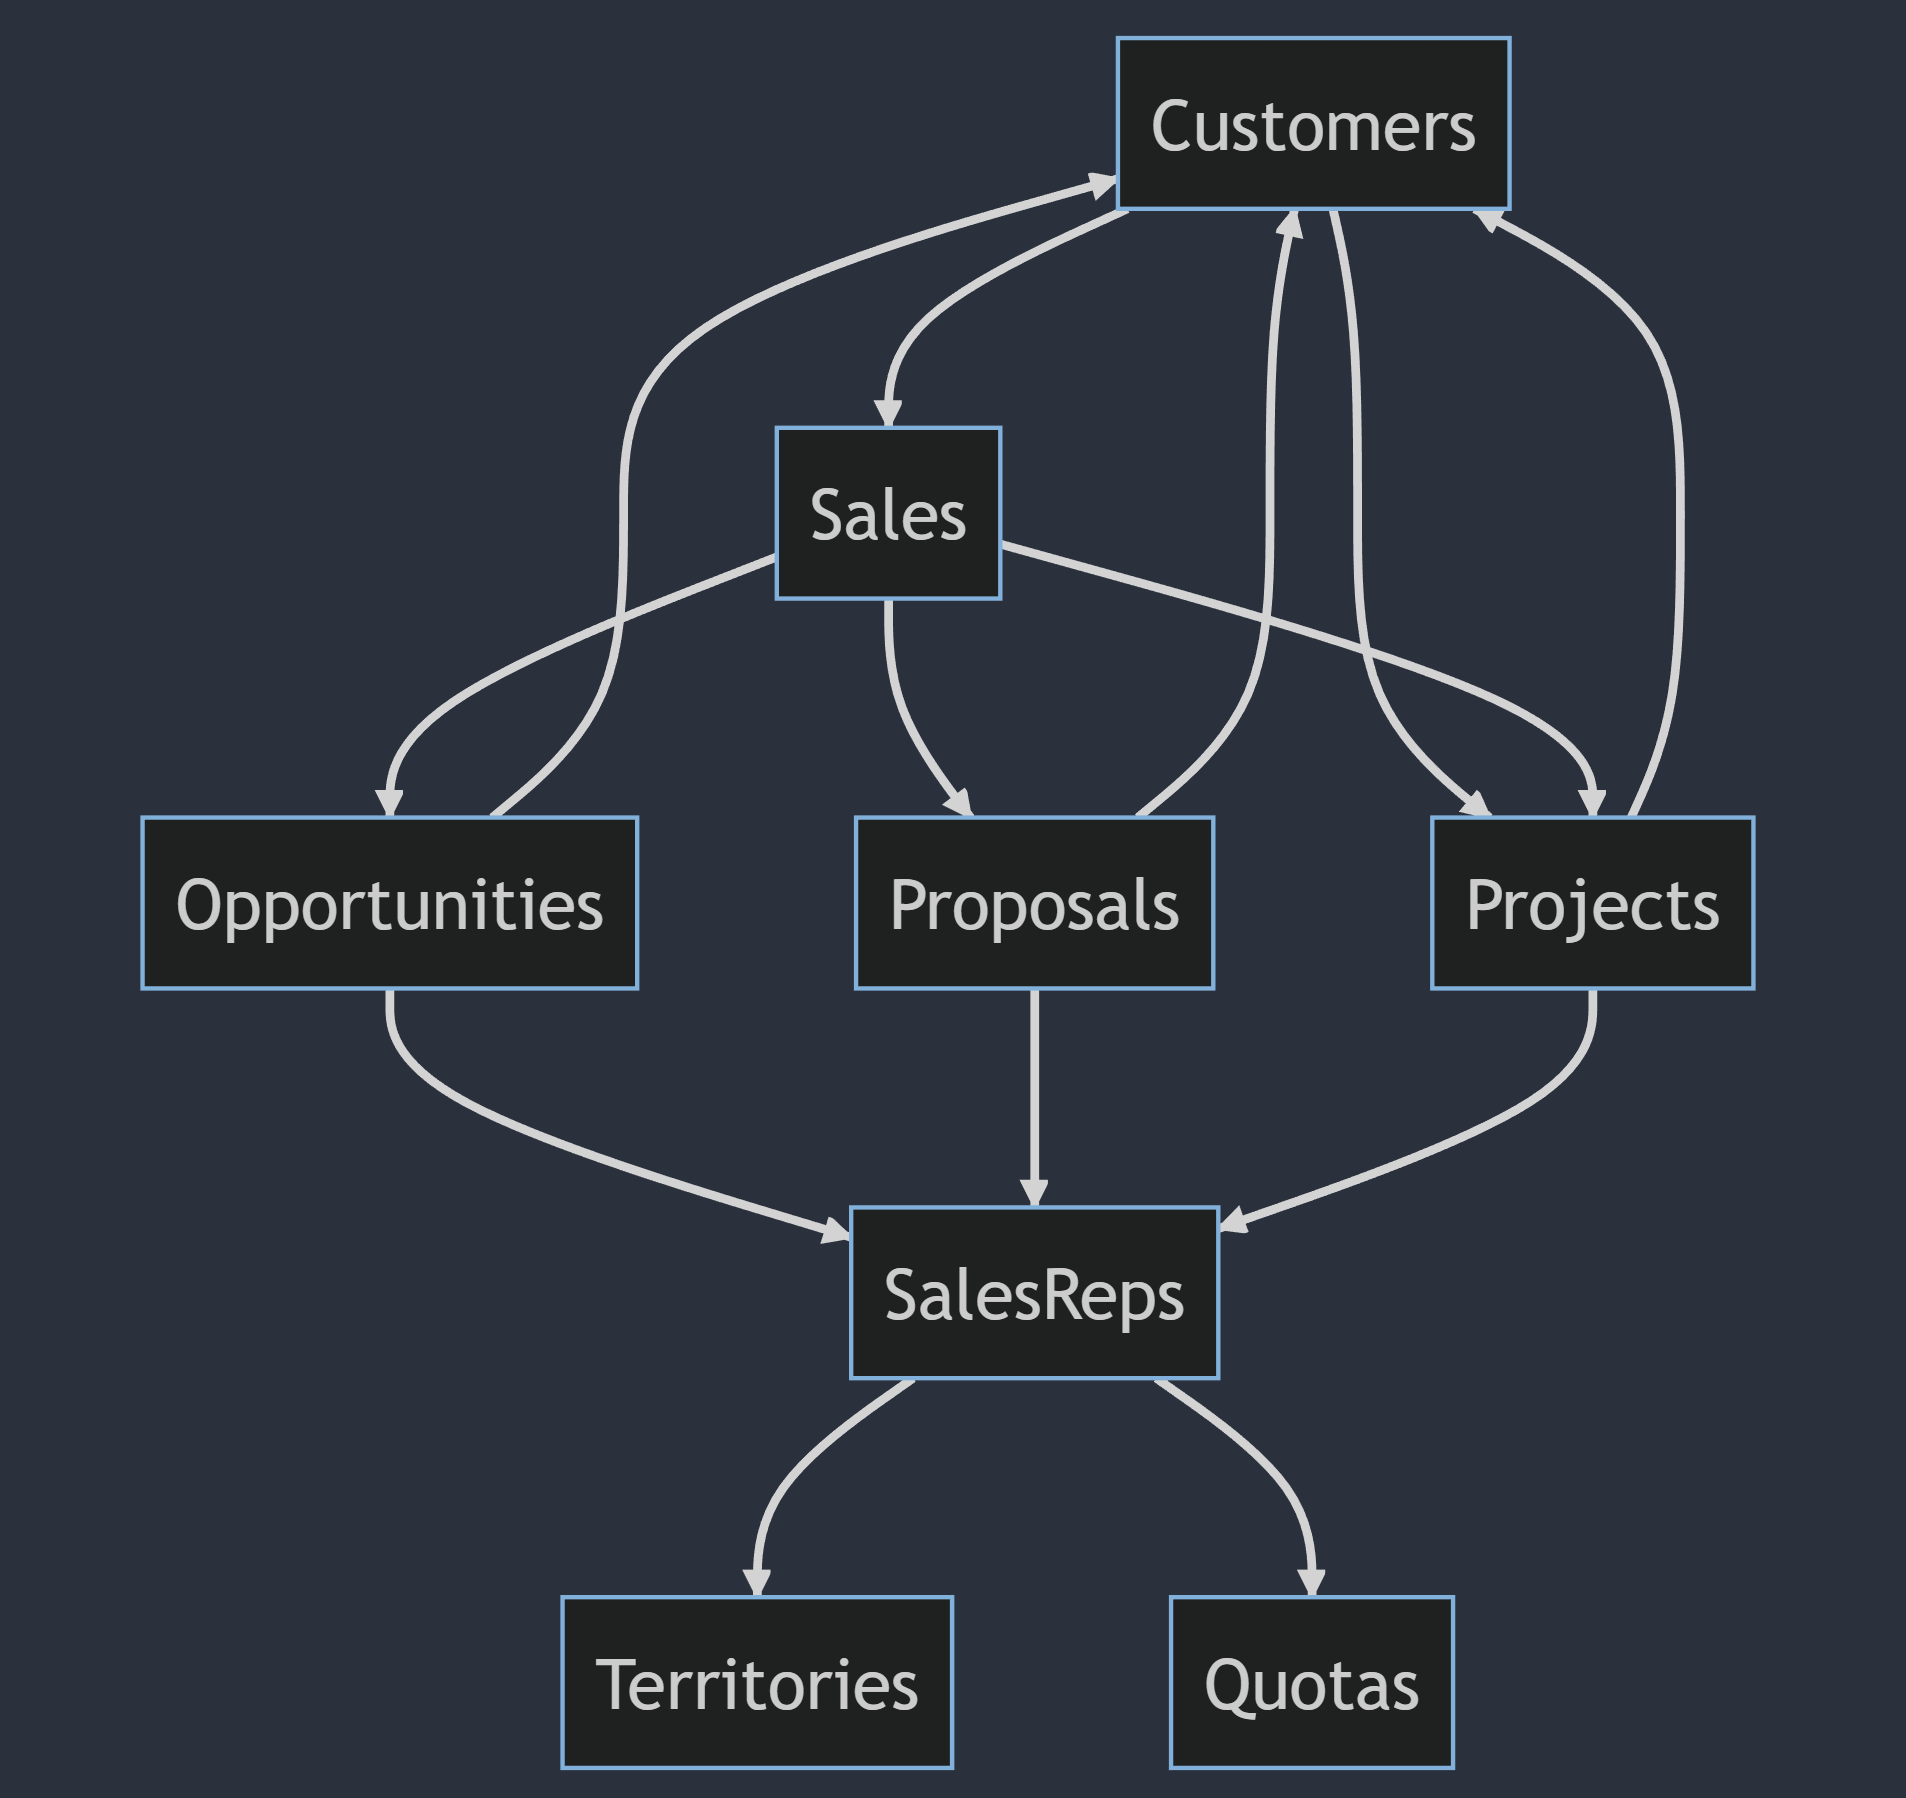 Customers
Sales
Opportunities
Proposals
Projects
SalesReps
Territories
Quotas